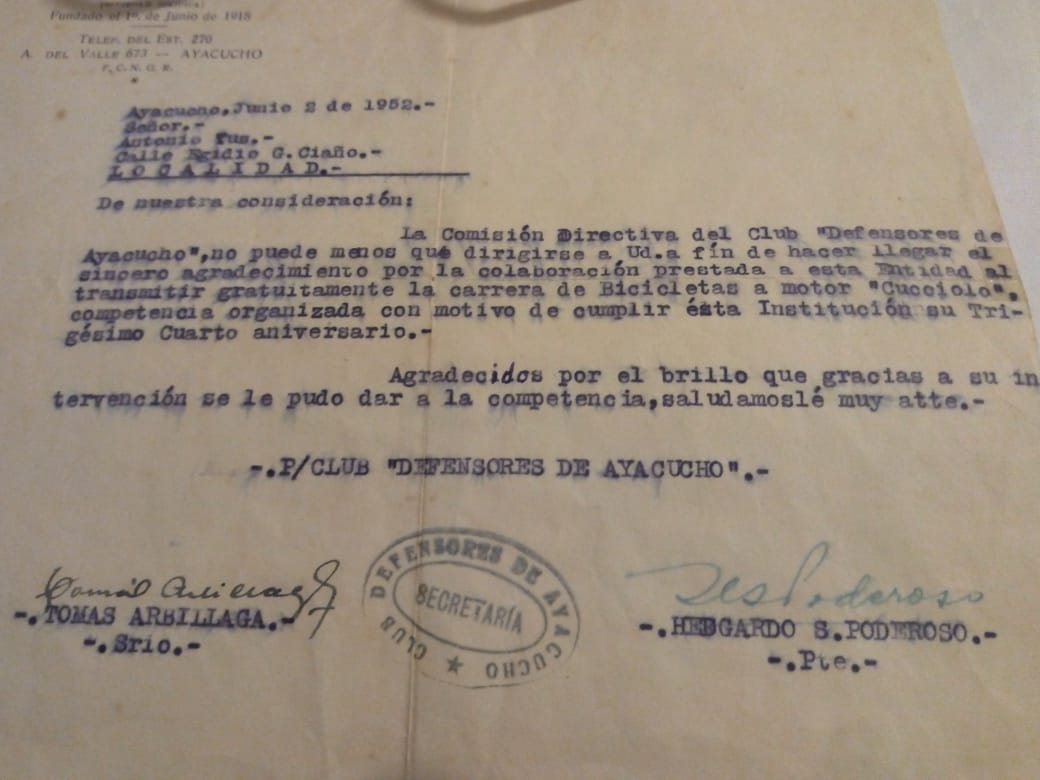 Fundado el 1º. de Junio de 1918
TELEF. DEL EST. 270
A. DEL VALLE 673 — AYACUCHO
F. C. N. G. R.
Ayacucho,Junio 2 de 1952.-
Señor.-
Antonio Tus.-
Calle Egidio G. Ciaño.-
L O C A L I D A D.-
De nuestra consideración:
La Comisión Directiva del Club "Defensores de
Ayacucho",no puede menos qué dirigirse a Ud.a fín de hacer llegar el
sincero agradecimiento por la colaboración prestada a esta Entidad al
transmitir gratuitamente la carrera de Bicicletas a motor "Cucciolo",
competencia organizada con motivo de cumplir ésta Institución su Tri-
gésimo Cuarto aniversario.-
Agradecidos por el brillo que gracias a su in
tervención se le pudo dar a la competencia,saludamoslé muy atte.-
-.P/CLUB "DEFENSORES DE AYACUCHO".-
CLUB DEFENSORES DE AYACUCHO ★
SECRETARÍA
-.TOMAS ARBILLAGA.-
-.Srio.-
-.HEDGARDO S.PODEROSO.-
-.Pte.-